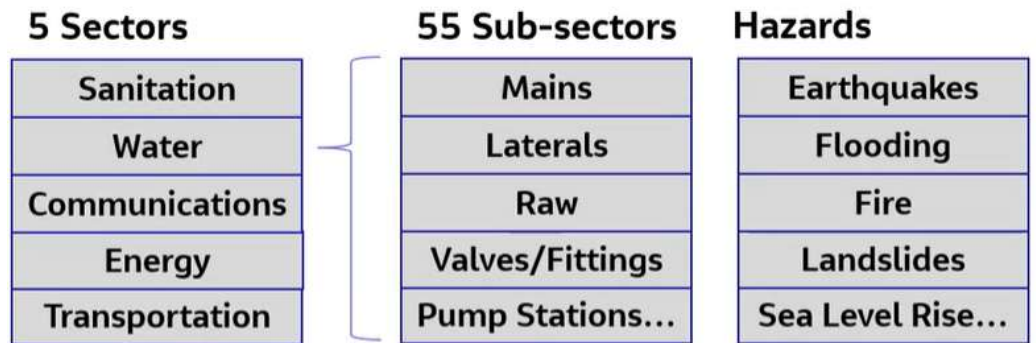 5 Sectors
Sanitation
Water
Communications
Energy
Transportation
55 Sub-sectors
Mains
Laterals
Raw
Valves/Fittings
Pump Stations...
Hazards
Earthquakes
Flooding
Fire
Landslides
Sea Level Rise...